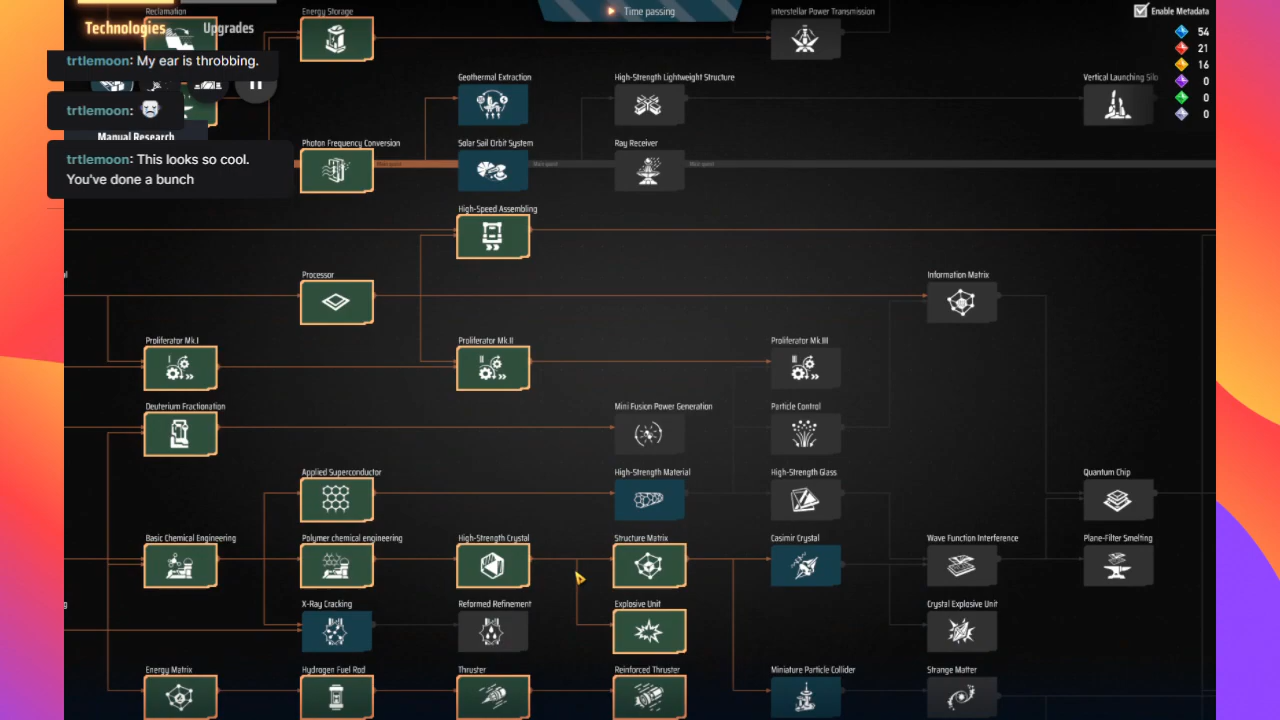 Reclamation
Energy Storage
Time passing
Interstellar Power Transmission
Enable Metadata
Technologies
Upgrades
54
21
16
0
0
0
trtlemoon: My ear is throbbing.
trtlemoon:
Manual Research
trtlemoon: This looks so cool.
You've done a bunch
Geothermal Extraction
High-Strength Lightweight Structure
Vertical Launching Silo
Photon Frequency Conversion
Solar Sail Orbit System
Ray Receiver
Main quest
Main quest
Main quest
High-Speed Assembling
Processor
Information Matrix
Proliferator Mk.I
Proliferator Mk.II
Proliferator Mk.III
Deuterium Fractionation
Mini Fusion Power Generation
Particle Control
Applied Superconductor
High-Strength Material
High-Strength Glass
Quantum Chip
Basic Chemical Engineering
Polymer chemical engineering
High-Strength Crystal
Structure Matrix
Casimir Crystal
Wave Function Interference
Plane-Filter Smelting
X-Ray Cracking
Reformed Refinement
Explosive Unit
Crystal Explosive Unit
Energy Matrix
Hydrogen Fuel Rod
Thruster
Reinforced Thruster
Miniature Particle Collider
Strange Matter